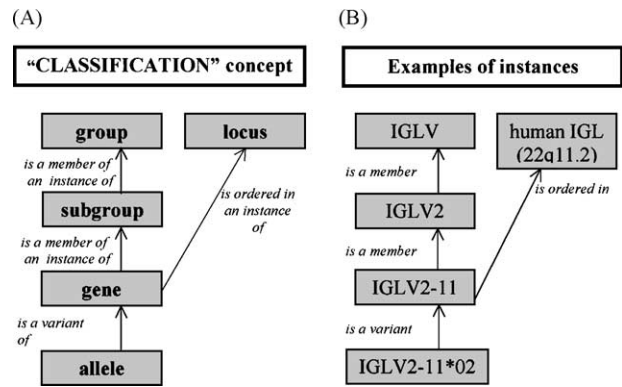 (A)
“CLASSIFICATION” concept
group
locus
is a member of
an instance of
is ordered in
an instance
of
subgroup
is a member of
an instance of
gene
is a variant
of
allele
(B)
Examples of instances
IGLV
human IGL
(22q11.2)
is a member
is ordered in
IGLV2
is a member
IGLV2-11
is a variant
IGLV2-11*02